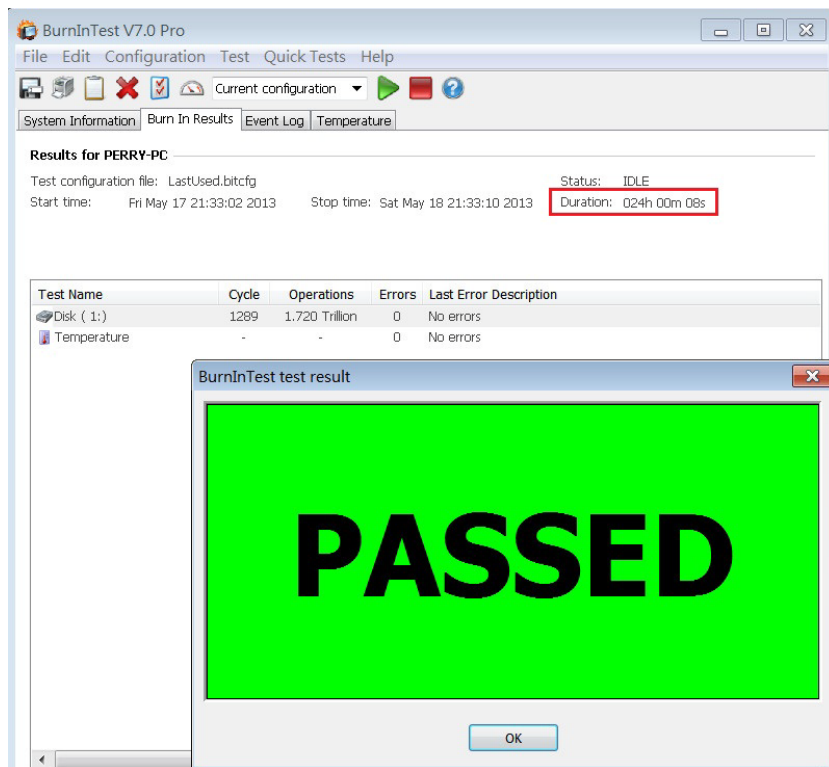 BurnInTest V7.0 Pro
File Edit Configuration Test Quick Tests Help
Current configuration
System Information Burn In Results Event Log Temperature
Results for PERRY-PC
Test configuration file: LastUsed.bitcfg Status: IDLE
Start time: Fri May 17 21:33:02 2013 Stop time: Sat May 18 21:33:10 2013 Duration: 024h 00m 08s
Test Name Cycle Operations Errors Last Error Description
Disk ( 1:) 1289 1.720 Trillion 0 No errors
Temperature - - 0 No errors
BurnInTest test result
PASSED
OK